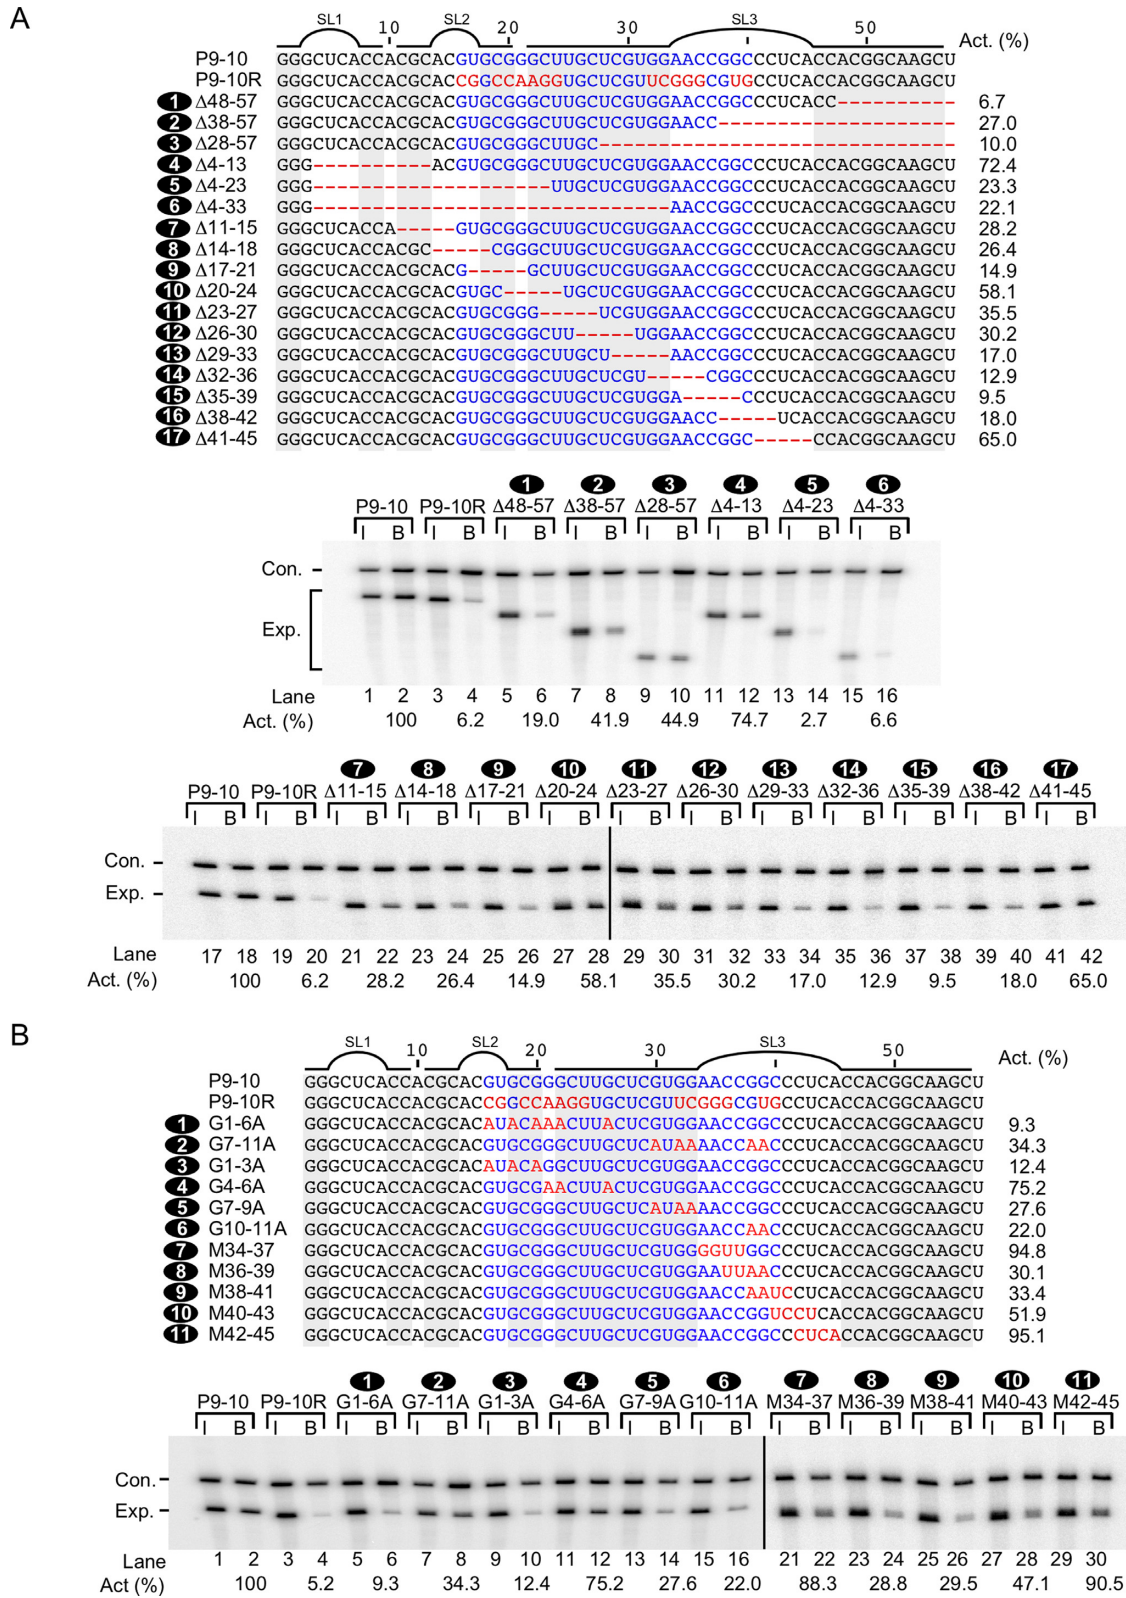 A
SL1 SL2 SL3
10 20 30 50 Act. (%)
P9-10 GGGCUCACCACGCACGUGCGGGCUUGCUCGUGGAACCGGCCCUCACCACGGCAAGCU
P9-10R GGGCUCACCACGCACCGGCCAAGGUGCUCGUUCGGGCGUGCCUCACCACGGCAAGCU
1 Δ48-57 GGGCUCACCACGCACGUGCGGGCUUGCUCGUGGAACCGGCCCUCACC---------- 6.7
2 Δ38-57 GGGCUCACCACGCACGUGCGGGCUUGCUCGUGGAACC-------------------- 27.0
3 Δ28-57 GGGCUCACCACGCACGUGCGGGCUUGC------------------------------ 10.0
4 Δ4-13 GGG----------ACGUGCGGGCUUGCUCGUGGAACCGGCCCUCACCACGGCAAGCU 72.4
5 Δ4-23 GGG--------------------UUGCUCGUGGAACCGGCCCUCACCACGGCAAGCU 23.3
6 Δ4-33 GGG------------------------------AACCGGCCCUCACCACGGCAAGCU 22.1
7 Δ11-15 GGGCUCACCA-----GUGCGGGCUUGCUCGUGGAACCGGCCCUCACCACGGCAAGCU 28.2
8 Δ14-18 GGGCUCACCACGC-----CGGGCUUGCUCGUGGAACCGGCCCUCACCACGGCAAGCU 26.4
9 Δ17-21 GGGCUCACCACGCACG-----GCUUGCUCGUGGAACCGGCCCUCACCACGGCAAGCU 14.9
10 Δ20-24 GGGCUCACCACGCACGUGC-----UGCUCGUGGAACCGGCCCUCACCACGGCAAGCU 58.1
11 Δ23-27 GGGCUCACCACGCACGUGCGGG-----UCGUGGAACCGGCCCUCACCACGGCAAGCU 35.5
12 Δ26-30 GGGCUCACCACGCACGUGCGGGCUU-----UGGAACCGGCCCUCACCACGGCAAGCU 30.2
13 Δ29-33 GGGCUCACCACGCACGUGCGGGCUUGCU-----AACCGGCCCUCACCACGGCAAGCU 17.0
14 Δ32-36 GGGCUCACCACGCACGUGCGGGCUUGCUCGU-----CGGCCCUCACCACGGCAAGCU 12.9
15 Δ35-39 GGGCUCACCACGCACGUGCGGGCUUGCUCGUGGA-----CCCUCACCACGGCAAGCU 9.5
16 Δ38-42 GGGCUCACCACGCACGUGCGGGCUUGCUCGUGGAACC-----UCACCACGGCAAGCU 18.0
17 Δ41-45 GGGCUCACCACGCACGUGCGGGCUUGCUCGUGGAACCGGC-----CCACGGCAAGCU 65.0
1 2 3 4 5 6
P9-10 P9-10R Δ48-57 Δ38-57 Δ28-57 Δ4-13 Δ4-23 Δ4-33
I B I B I B I B I B I B I B I B
Con.
Exp.
Lane 1 2 3 4 5 6 7 8 9 10 11 12 13 14 15 16
Act. (%) 100 6.2 19.0 41.9 44.9 74.7 2.7 6.6
7 8 9 10 11 12 13 14 15 16 17
P9-10 P9-10R Δ11-15 Δ14-18 Δ17-21 Δ20-24 Δ23-27 Δ26-30 Δ29-33 Δ32-36 Δ35-39 Δ38-42 Δ41-45
I B I B I B I B I B I B I B I B I B I B I B I B I B
Con.
Exp.
Lane 17 18 19 20 21 22 23 24 25 26 27 28 29 30 31 32 33 34 35 36 37 38 39 40 41 42
Act. (%) 100 6.2 28.2 26.4 14.9 58.1 35.5 30.2 17.0 12.9 9.5 18.0 65.0
B
SL1 SL2 SL3
10 20 30 50 Act. (%)
P9-10 GGGCUCACCACGCACGUGCGGGCUUGCUCGUGGAACCGGCCCUCACCACGGCAAGCU
P9-10R GGGCUCACCACGCACCGGCCAAGGUGCUCGUUCGGGCGUGCCUCACCACGGCAAGCU
1 G1-6A GGGCUCACCACGCACAUACAAACUUACUCGUGGAACCGGCCCUCACCACGGCAAGCU 9.3
2 G7-11A GGGCUCACCACGCACGUGCGGGCUUGCUCAUAAAACCAACCCUCACCACGGCAAGCU 34.3
3 G1-3A GGGCUCACCACGCACAUACAGGCUUGCUCGUGGAACCGGCCCUCACCACGGCAAGCU 12.4
4 G4-6A GGGCUCACCACGCACGUGCGAACUUACUCGUGGAACCGGCCCUCACCACGGCAAGCU 75.2
5 G7-9A GGGCUCACCACGCACGUGCGGGCUUGCUCAUAAAACCGGCCCUCACCACGGCAAGCU 27.6
6 G10-11A GGGCUCACCACGCACGUGCGGGCUUGCUCGUGGAACCAACCCUCACCACGGCAAGCU 22.0
7 M34-37 GGGCUCACCACGCACGUGCGGGCUUGCUCGUGGGGUUGGCCCUCACCACGGCAAGCU 94.8
8 M36-39 GGGCUCACCACGCACGUGCGGGCUUGCUCGUGGAAUUAACCCUCACCACGGCAAGCU 30.1
9 M38-41 GGGCUCACCACGCACGUGCGGGCUUGCUCGUGGAACCAAUCCUCACCACGGCAAGCU 33.4
10 M40-43 GGGCUCACCACGCACGUGCGGGCUUGCUCGUGGAACCGGUCCUCACCACGGCAAGCU 51.9
11 M42-45 GGGCUCACCACGCACGUGCGGGCUUGCUCGUGGAACCGGCCCUCACCACGGCAAGCU 95.1
1 2 3 4 5 6 7 8 9 10 11
P9-10 P9-10R G1-6A G7-11A G1-3A G4-6A G7-9A G10-11A M34-37 M36-39 M38-41 M40-43 M42-45
I B I B I B I B I B I B I B I B I B I B I B I B I B
Con.
Exp.
Lane 1 2 3 4 5 6 7 8 9 10 11 12 13 14 15 16 21 22 23 24 25 26 27 28 29 30
Act (%) 100 5.2 9.3 34.3 12.4 75.2 27.6 22.0 88.3 28.8 29.5 47.1 90.5